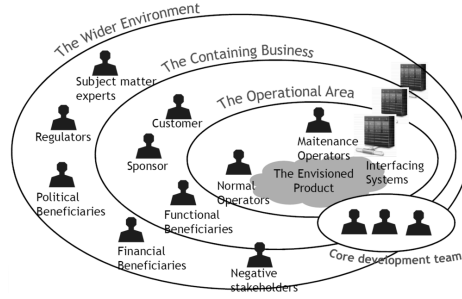 The Wider Environment
The Containing Business
Subject matter
experts
The Operational Area
Customer
Regulators
Maitenance
Operators
Sponsor
Interfacing
Systems
The Envisioned
Product
Normal
Operators
Political
Beneficiaries
Functional
Beneficiaries
Financial
Beneficiaries
Core development team
Negative
stakeholders